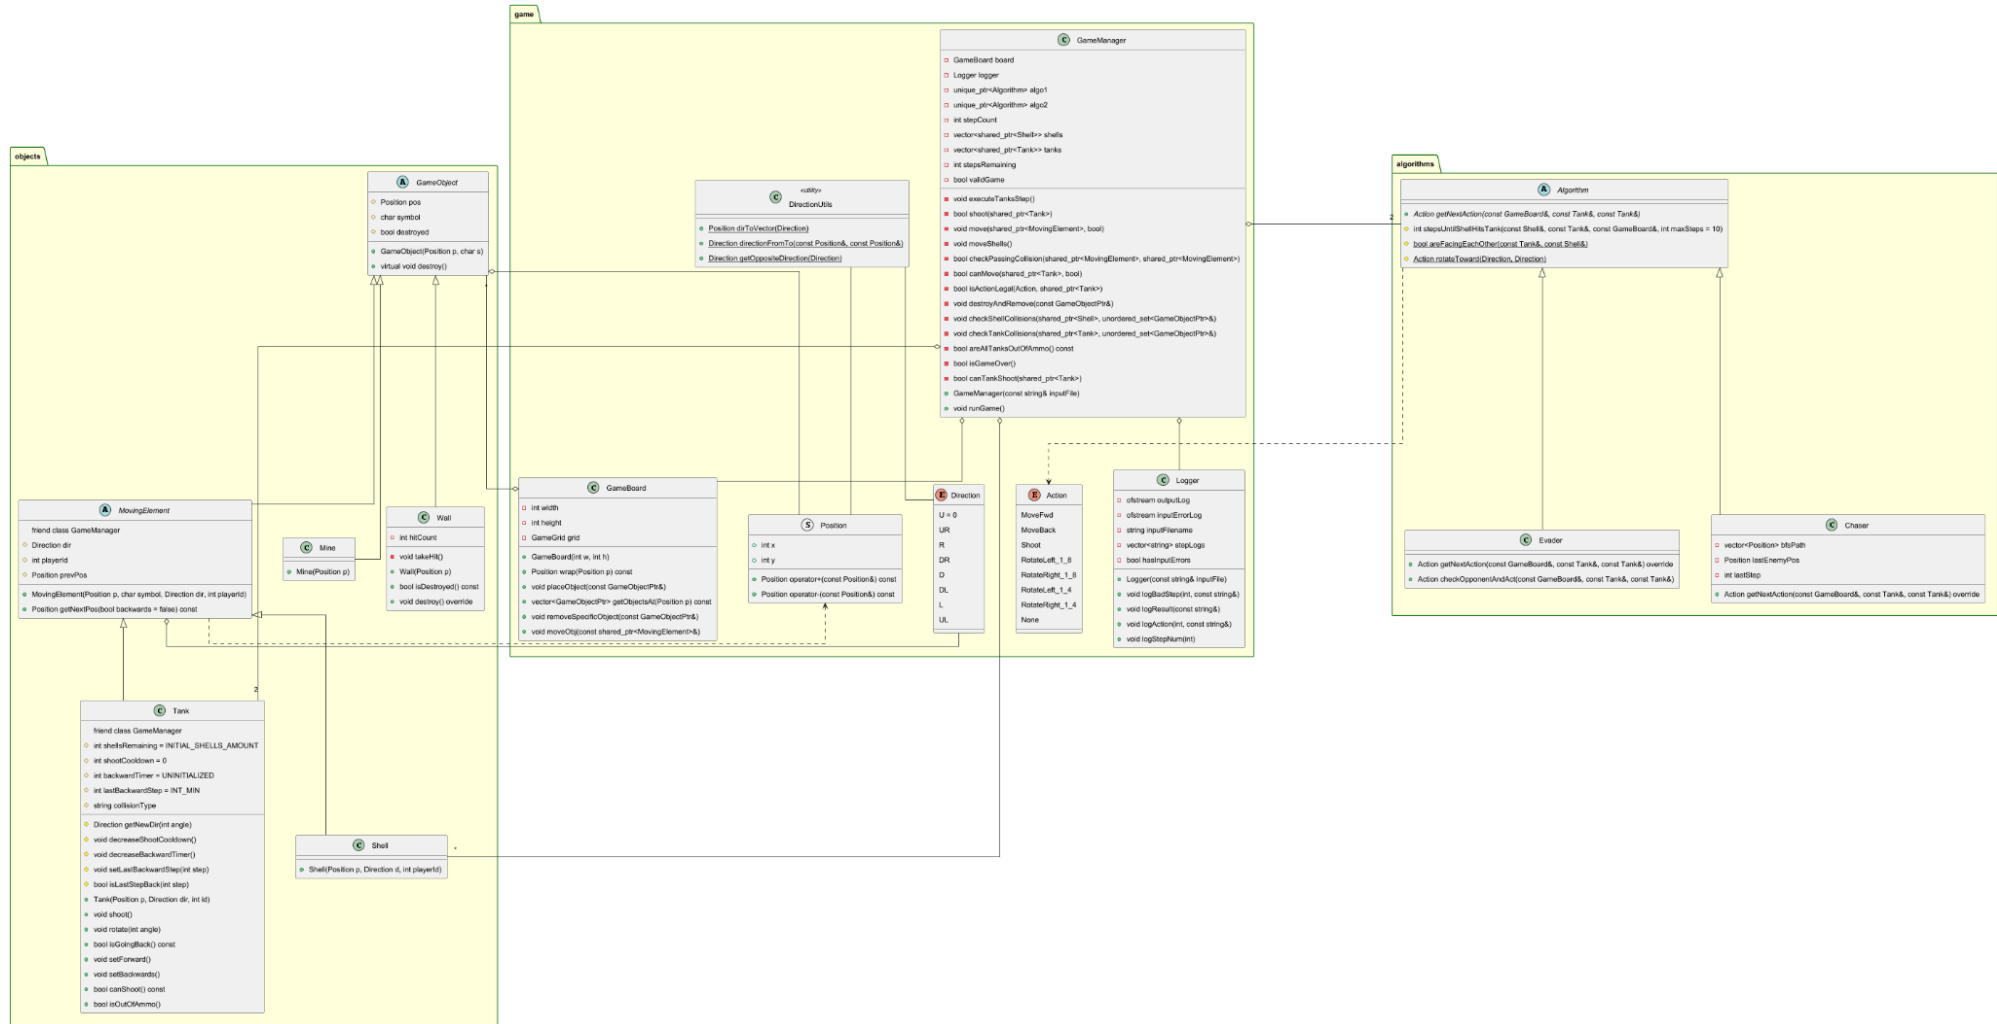 objects
GameObject
Position pos
char symbol
bool destroyed
GameObject(Position p, char s)
virtual void destroy()
MovingElement
friend class GameManager
Direction dir
int playerId
Position prevPos
MovingElement(Position p, char symbol, Direction dir, int playerId)
Position getNextPos(bool backwards = false) const
Mine
Mine(Position p)
Wall
int hitCount
void takeHit()
Wall(Position p)
bool isDestroyed() const
void destroy() override
*
Tank
friend class GameManager
int shellsRemaining = INITIAL_SHELLS_AMOUNT
int shootCooldown = 0
int backwardTimer = UNINITIALIZED
int lastBackwardStep = INT_MIN
string collisionType
Direction getNewDir(int angle)
void decreaseShootCooldown()
void decreaseBackwardTimer()
void setLastBackwardStep(int step)
bool isLastStepBack(int step)
Tank(Position p, Direction dir, int id)
void shoot()
void rotate(int angle)
bool isGoingBack() const
void setForward()
void setBackwards()
bool canShoot() const
bool isOutOfAmmo()
2
Shell
Shell(Position p, Direction d, int playerId)
*
game
«utility»
DirectionUtils
Position dirToVector(Direction)
Direction directionFromTo(const Position&, const Position&)
Direction getOppositeDirection(Direction)
GameManager
GameBoard board
Logger logger
unique_ptr<Algorithm> algo1
unique_ptr<Algorithm> algo2
int stepCount
vector<shared_ptr<Shell>> shells
vector<shared_ptr<Tank>> tanks
int stepsRemaining
bool validGame
void executeTanksStep()
bool shoot(shared_ptr<Tank>)
void move(shared_ptr<MovingElement>, bool)
void moveShells()
bool checkPassingCollision(shared_ptr<MovingElement>, shared_ptr<MovingElement>)
bool canMove(shared_ptr<Tank>, bool)
bool isActionLegal(Action, shared_ptr<Tank>)
void destroyAndRemove(const GameObjectPtr&)
void checkShellCollisions(shared_ptr<Shell>, unordered_set<GameObjectPtr>&)
void checkTankCollisions(shared_ptr<Tank>, unordered_set<GameObjectPtr>&)
bool areAllTanksOutOfAmmo() const
bool isGameOver()
bool canTankShoot(shared_ptr<Tank>)
GameManager(const string& inputFile)
void runGame()
GameBoard
int width
int height
GameGrid grid
GameBoard(int w, int h)
Position wrap(Position p) const
void placeObject(const GameObjectPtr&)
vector<GameObjectPtr> getObjectsAt(Position p) const
void removeSpecificObject(const GameObjectPtr&)
void moveObj(const shared_ptr<MovingElement>&)
Position
int x
int y
Position operator+(const Position&) const
Position operator-(const Position&) const
Direction
U = 0
UR
R
DR
D
DL
L
UL
Action
MoveFwd
MoveBack
Shoot
RotateLeft_1_8
RotateRight_1_8
RotateLeft_1_4
RotateRight_1_4
None
Logger
ofstream outputLog
ofstream inputErrorLog
string inputFilename
vector<string> stepLogs
bool hasInputErrors
Logger(const string& inputFile)
void logBadStep(int, const string&)
void logResult(const string&)
void logAction(int, const string&)
void logStepNum(int)
algorithms
2
Algorithm
Action getNextAction(const GameBoard&, const Tank&, const Tank&)
int stepsUntilShellHitsTank(const Shell&, const Tank&, const GameBoard&, int maxSteps = 10)
bool areFacingEachOther(const Tank&, const Shell&)
Action rotateToward(Direction, Direction)
Evader
Action getNextAction(const GameBoard&, const Tank&, const Tank&) override
Action checkOpponentAndAct(const GameBoard&, const Tank&, const Tank&)
Chaser
vector<Position> bfsPath
Position lastEnemyPos
int lastStep
Action getNextAction(const GameBoard&, const Tank&, const Tank&) override